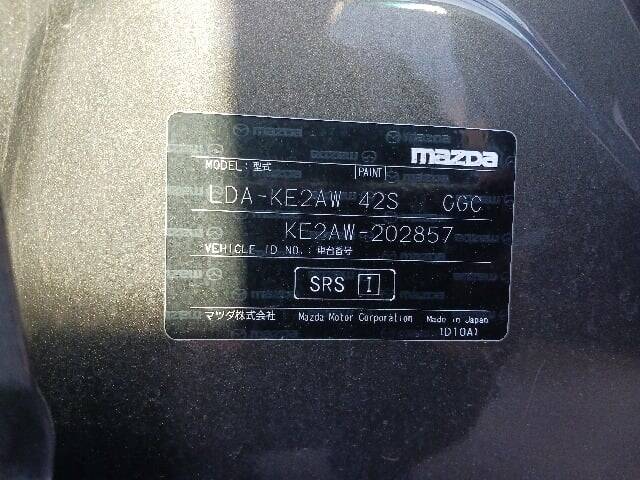 mazda
MODEL:型式 PAINT
LDA-KE2AW 42S CGC
KE2AW-202857
VEHICLE ID NO.:車台番号
SRS I
マツダ株式会社 Mazda Motor Corporation Made in Japan